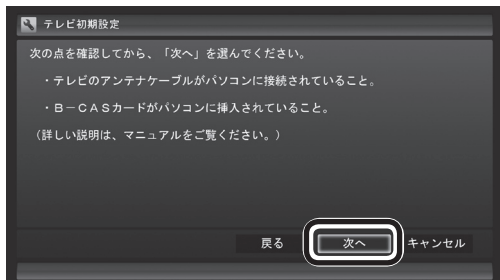 テレビ初期設定
次の点を確認してから、「次へ」を選んでください。
・テレビのアンテナケーブルがパソコンに接続されていること。
・B－CASカードがパソコンに挿入されていること。
（詳しい説明は、マニュアルをご覧ください。）
戻る 次へ キャンセル